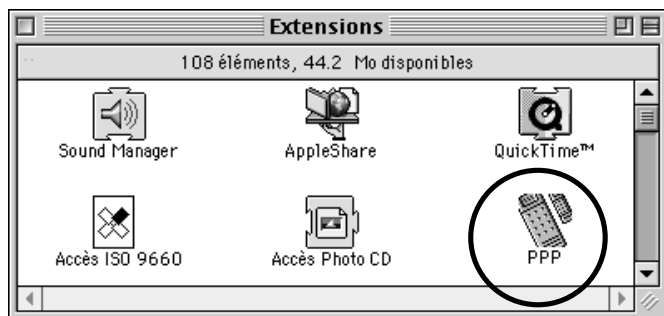 Extensions
108 éléments, 44.2 Mo disponibles
Sound Manager AppleShare QuickTime™
Accès ISO 9660 Accès Photo CD PPP